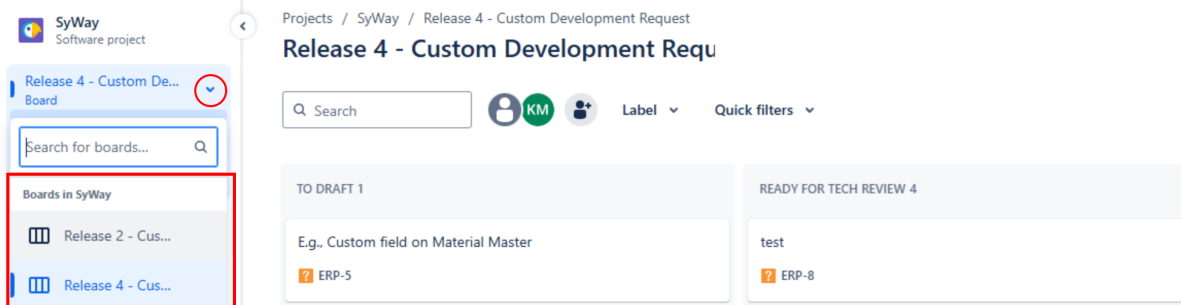 SyWay
Software project
Release 4 - Custom De...
Board
Search for boards...
Boards in SyWay
Release 2 - Cus...
Release 4 - Cus...
Projects / SyWay / Release 4 - Custom Development Request
Release 4 - Custom Development Requ
Search
KM
Label
Quick filters
TO DRAFT 1
E.g., Custom field on Material Master
? ERP-5
READY FOR TECH REVIEW 4
test
? ERP-8